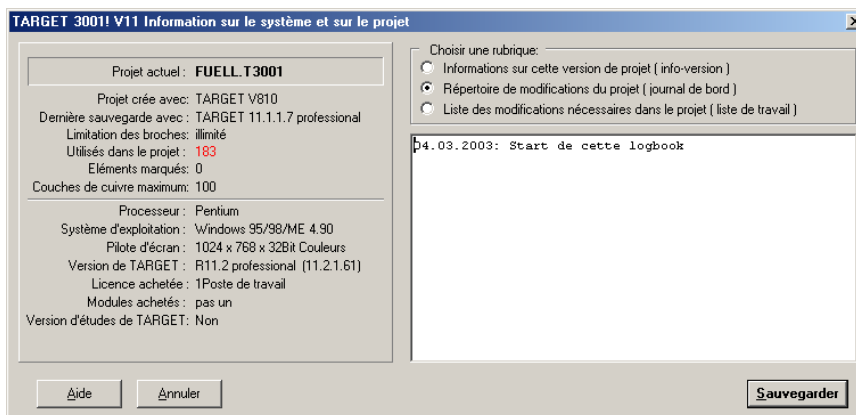 TARGET 3001! V11 Information sur le système et sur le projet
Projet actuel : FUELL.T3001
Projet crée avec: TARGET V810
Dernière sauvegarde avec : TARGET 11.1.1.7 professional
Limitation des broches: illimité
Utilisés dans le projet : 183
Eléments marqués: 0
Couches de cuivre maximum: 100
Processeur : Pentium
Système d'exploitation : Windows 95/98/ME 4.90
Pilote d'écran : 1024 x 768 x 32Bit Couleurs
Version de TARGET : R11.2 professional (11.2.1.61)
Licence achetée : 1Poste de travail
Modules achetés : pas un
Version d'études de TARGET: Non
Choisir une rubrique:
Informations sur cette version de projet ( info-version )
Répertoire de modifications du projet ( journal de bord )
Liste des modifications nécessaires dans le projet ( liste de travail )
04.03.2003: Start de cette logbook
Aide
Annuler
Sauvegarder